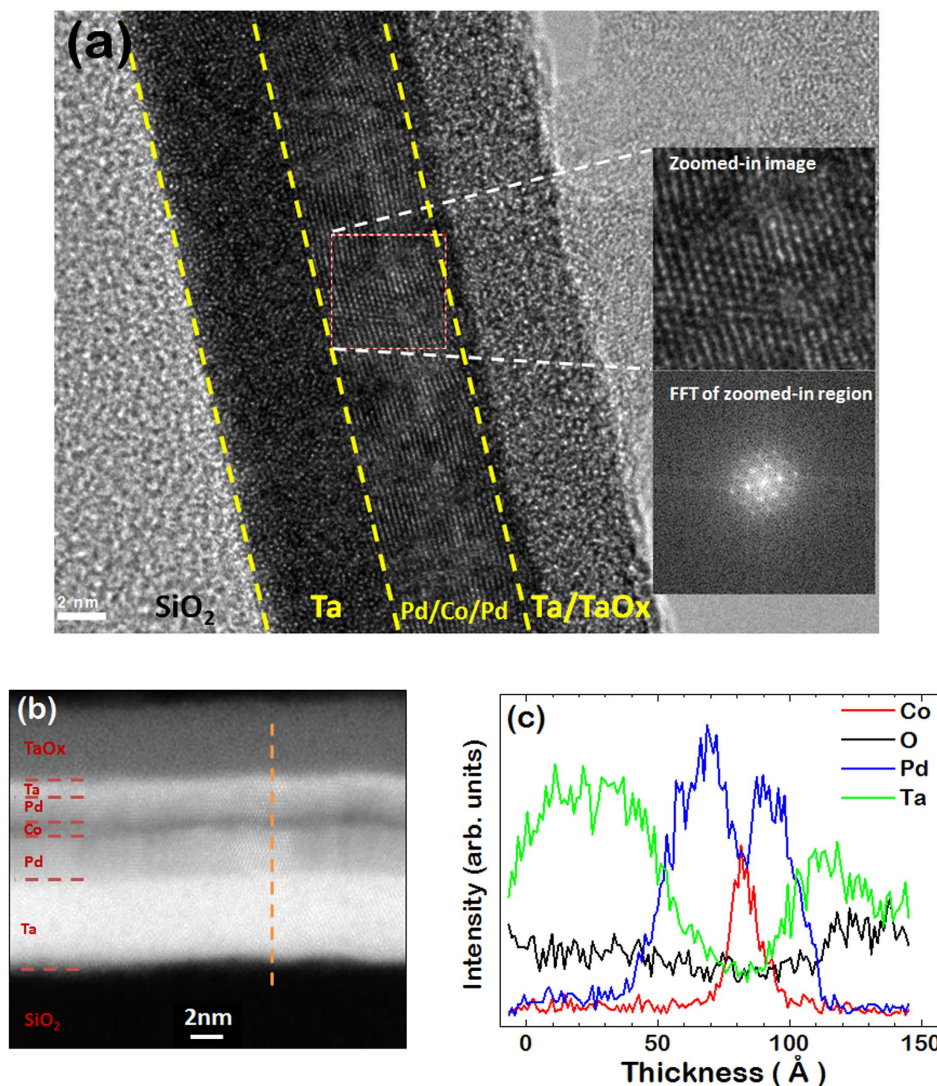 (a)
Zoomed-in image
FFT of zoomed-in region
2 nm
SiO₂
Ta
Pd/Co/Pd
Ta/TaOx
(b)
TaOx
Ta
Pd
Co
Pd
Ta
SiO₂
2nm
(c)
Co
O
Pd
Ta
Intensity (arb. units)
0 50 100 150
Thickness ( Å )